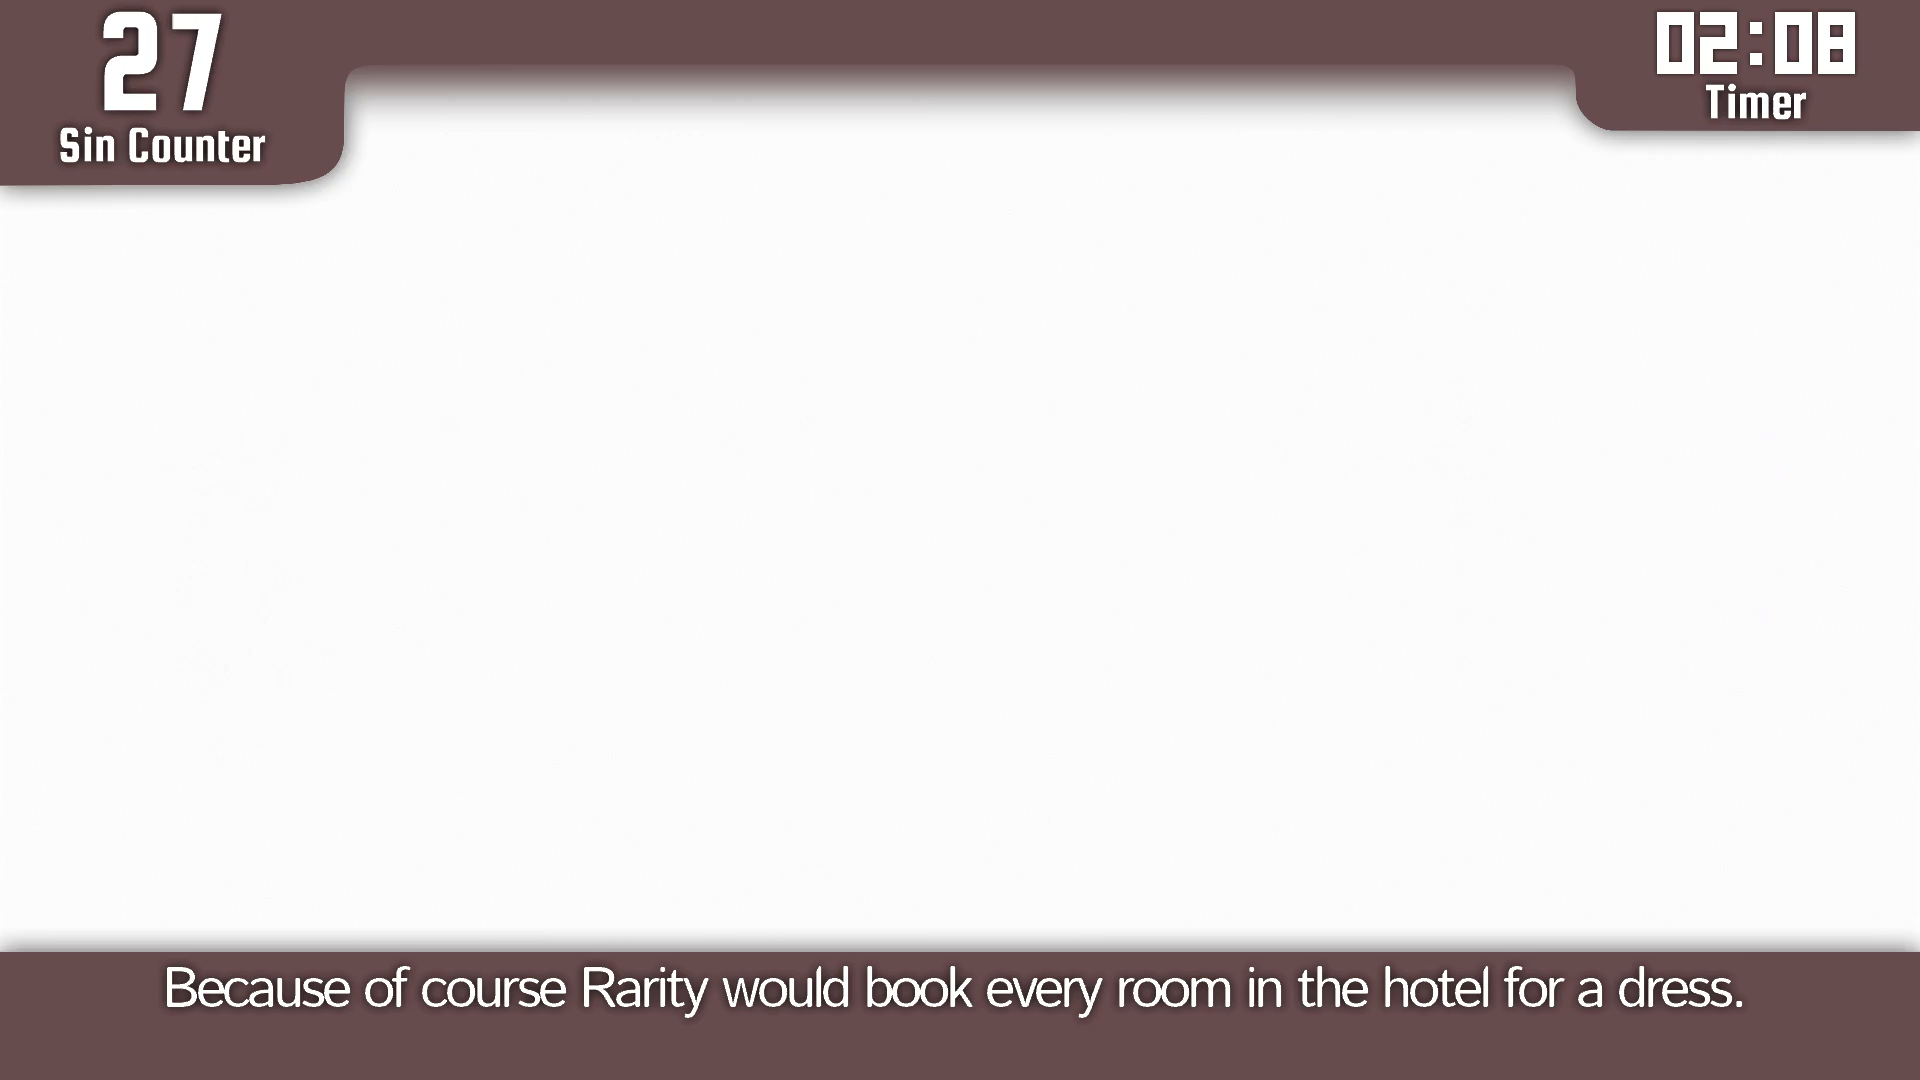 27
Sin Counter
02:08
Timer
Because of course Rarity would book every room in the hotel for a dress.